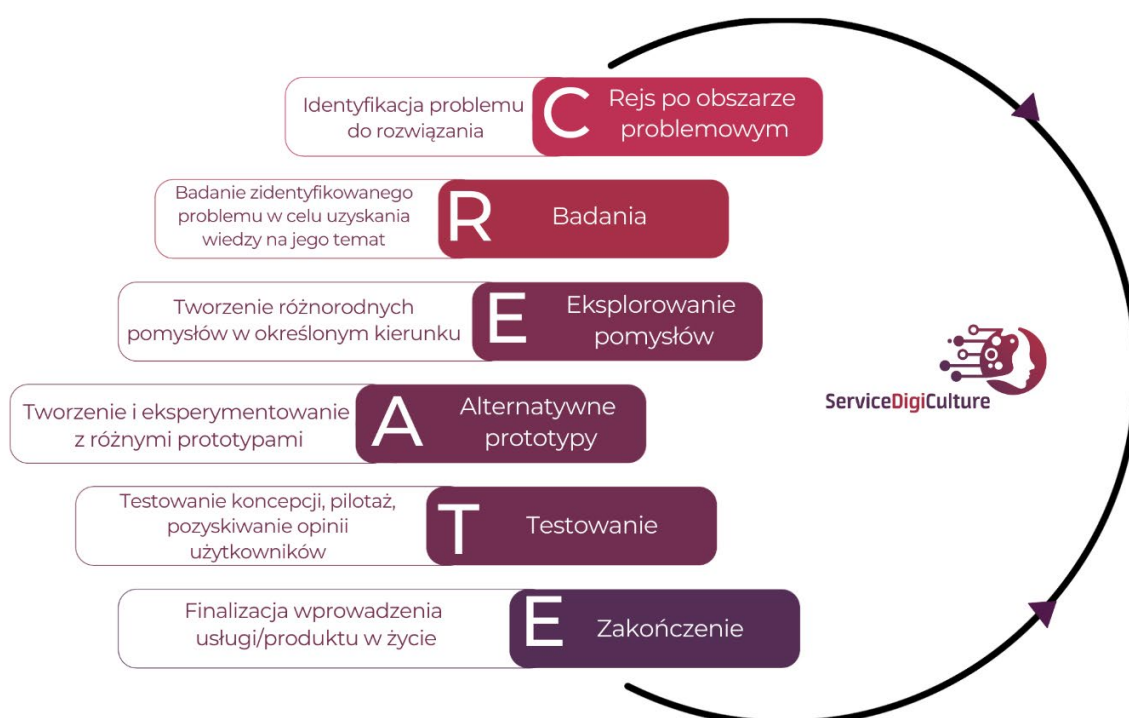 Identyfikacja problemu
do rozwiązania
C
Rejs po obszarze
problemowym
Badanie zidentyfikowanego
problemu w celu uzyskania
wiedzy na jego temat
R
Badania
Tworzenie różnorodnych
pomysłów w określonym kierunku
E
Eksplorowanie
pomysłów
Tworzenie i eksperymentowanie
z różnymi prototypami
A
Alternatywne
prototypy
Testowanie koncepcji, pilotaż,
pozyskiwanie opinii
użytkowników
T
Testowanie
Finalizacja wprowadzenia
usługi/produktu w życie
E
Zakończenie
ServiceDigiCulture